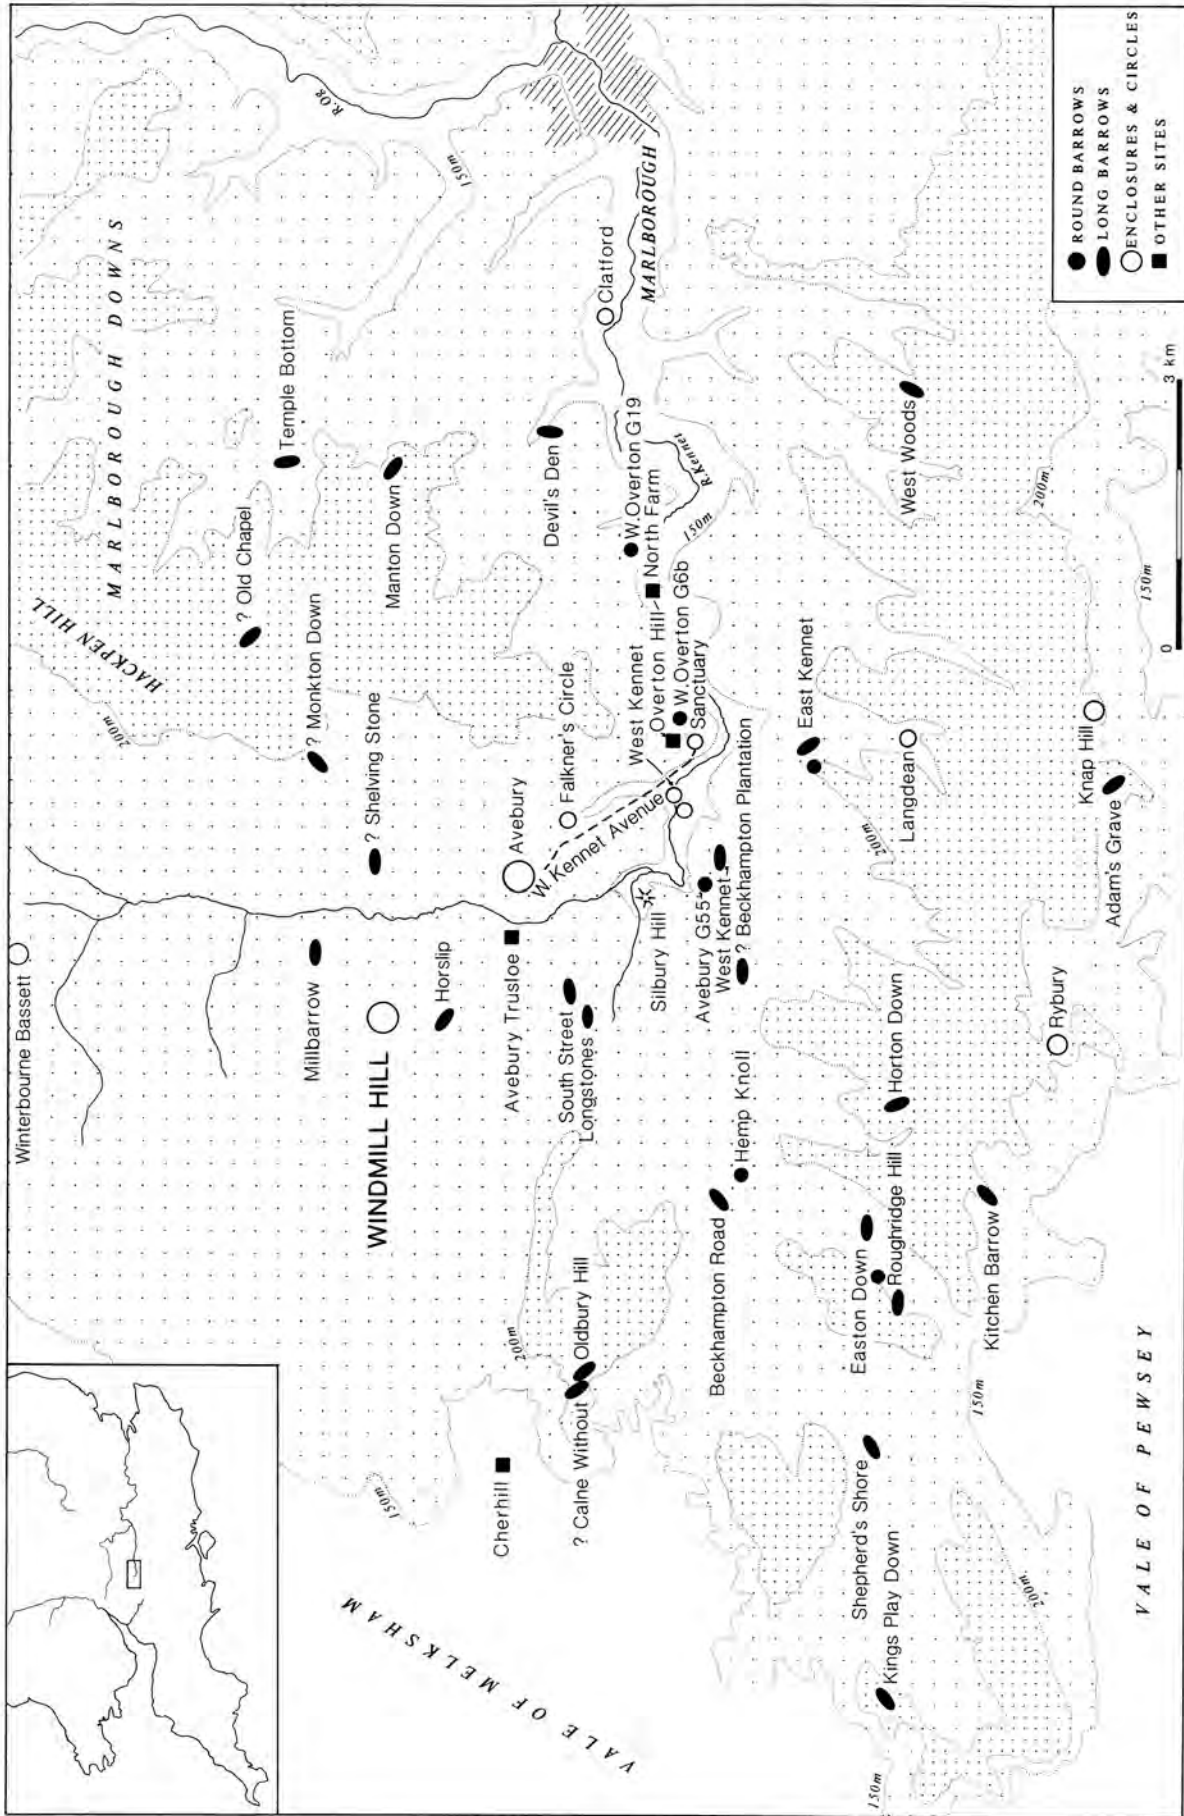 Winterbourne Bassett
MARLBOROUGH DOWNS
HACKPEN HILL
R.Og
200m
150m
? Old Chapel
Temple Bottom
? Monkton Down
Millbarrow
? Shelving Stone
Manton Down
WINDMILL HILL
Horslip
150m
Avebury
Avebury Trusloe
Cherhill
200m
Falkner's Circle
Devil's Den
South Street
Longstones
Oldbury Hill
? Calne Without
W. Kennet Avenue
Clatford
MARLBOROUGH
West Kennet
Overton Hill
W.Overton G19
North Farm
W.Overton G6b
Sanctuary
R.Kennet
150m
Silbury Hill
Avebury G55
West Kennet
? Beckhampton Plantation
VALE OF MELKSHAM
Hemp Knoll
Beckhampton Road
East Kennet
200m
Langdean
West Woods
Easton Down
Roughridge Hill
Horton Down
Shepherd's Shore
Kings Play Down
150m
Kitchen Barrow
150m
200m
Rybury
Knap Hill
Adam's Grave
200m
150m
VALE OF PEWSEY
0
3 km
ROUND BARROWS
LONG BARROWS
ENCLOSURES & CIRCLES
OTHER SITES